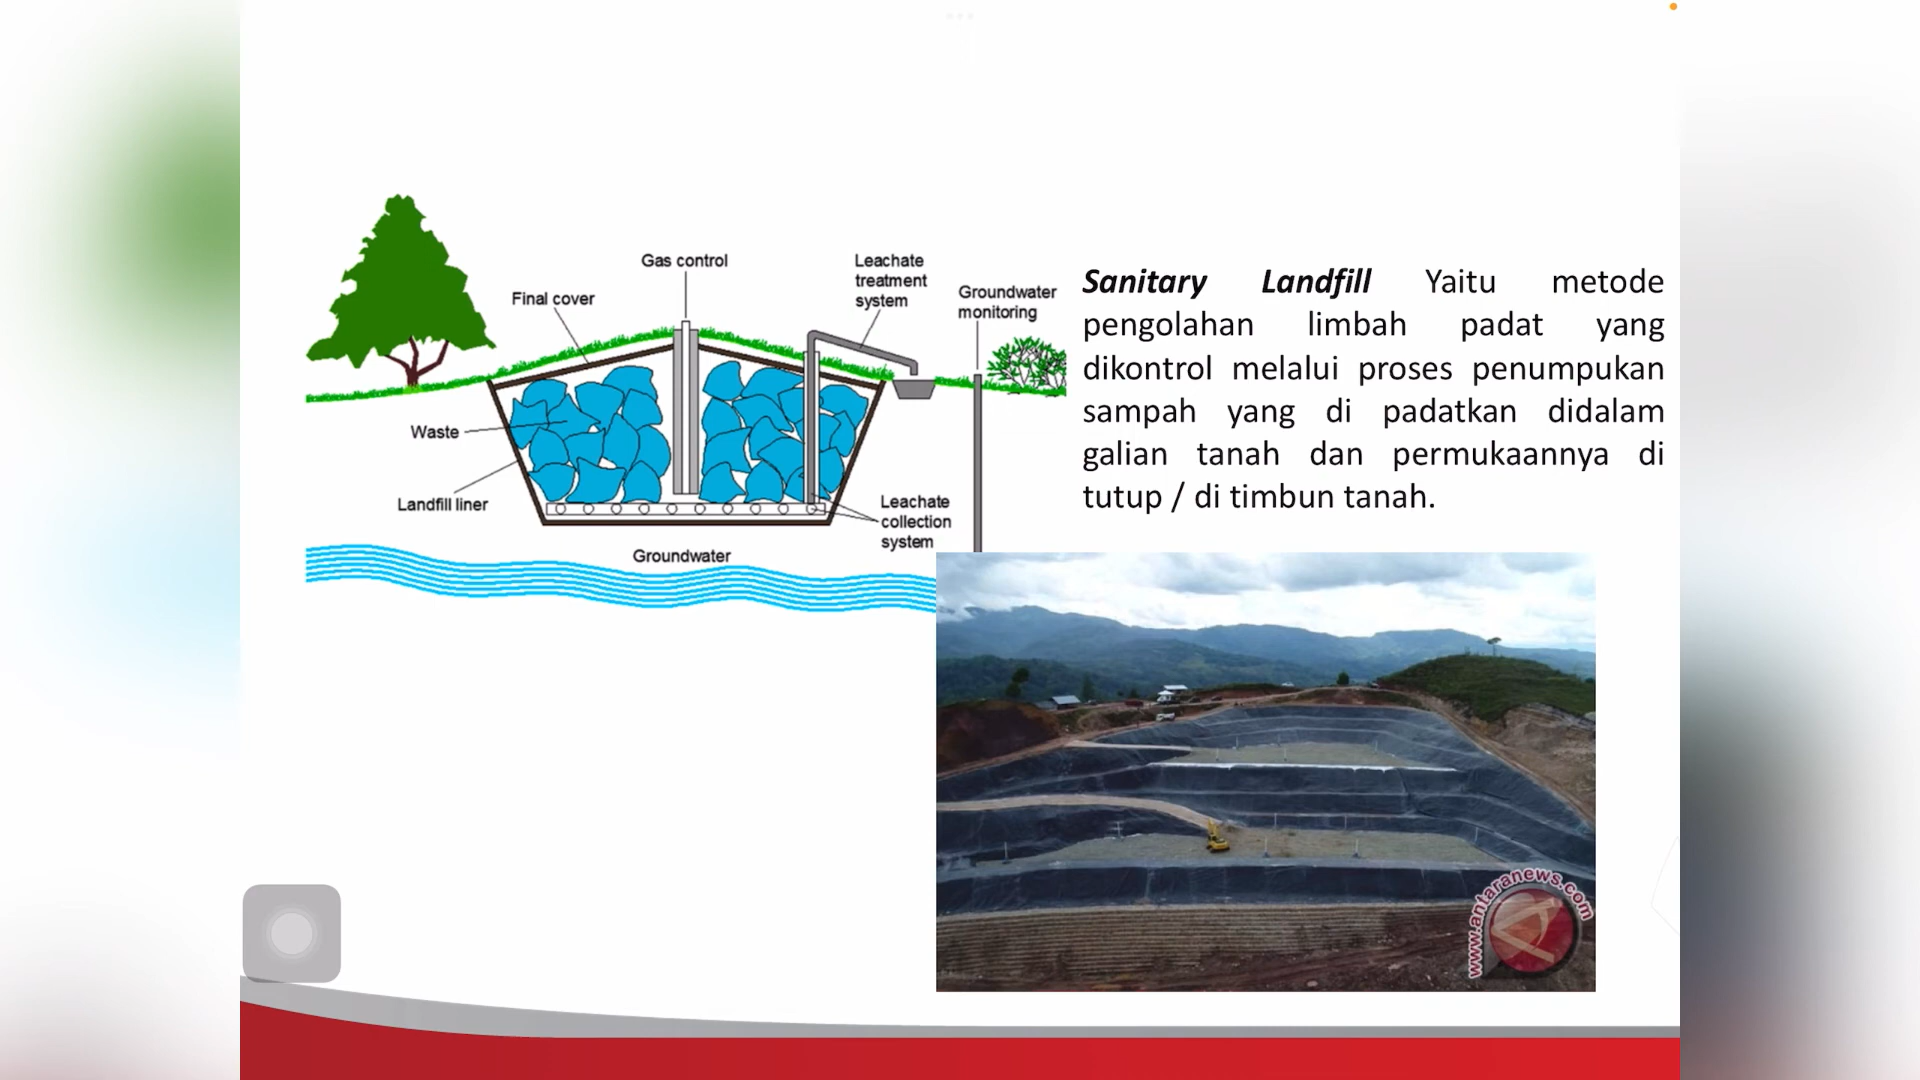 Gas control
Final cover
Leachate
treatment
system
Groundwater
monitoring
Waste
Landfill liner
Leachate
collection
system
Groundwater
Sanitary Landfill Yaitu metode
pengolahan limbah padat yang
dikontrol melalui proses penumpukan
sampah yang di padatkan didalam
galian tanah dan permukaannya di
tutup / di timbun tanah.
www.antaranews.com